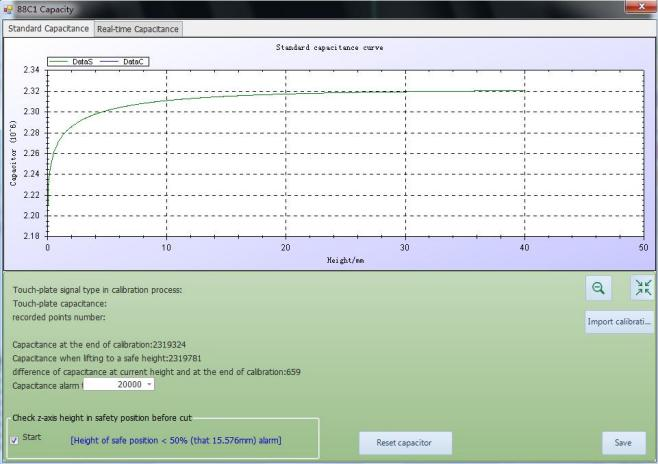 88C1 Capacity
Standard Capacitance Real-time Capacitance
Standard capacitance curve
DataS DataC
2.34
2.32
2.30
2.28
2.26
2.24
2.22
2.20
2.18
Capacitor (10^6)
0 10 20 30 40 50
Height/mm
Touch-plate signal type in calibration process:
Touch-plate capacitance:
recorded points number:
Import calibrati...
Capacitance at the end of calibration:2319324
Capacitance when lifting to a safe height:2319781
difference of capacitance at current height and at the end of calibration:659
Capacitance alarm 20000
Check z-axis height in safety position before cut
Start [Height of safe position < 50% (that 15.576mm) alarm]
Reset capacitor Save